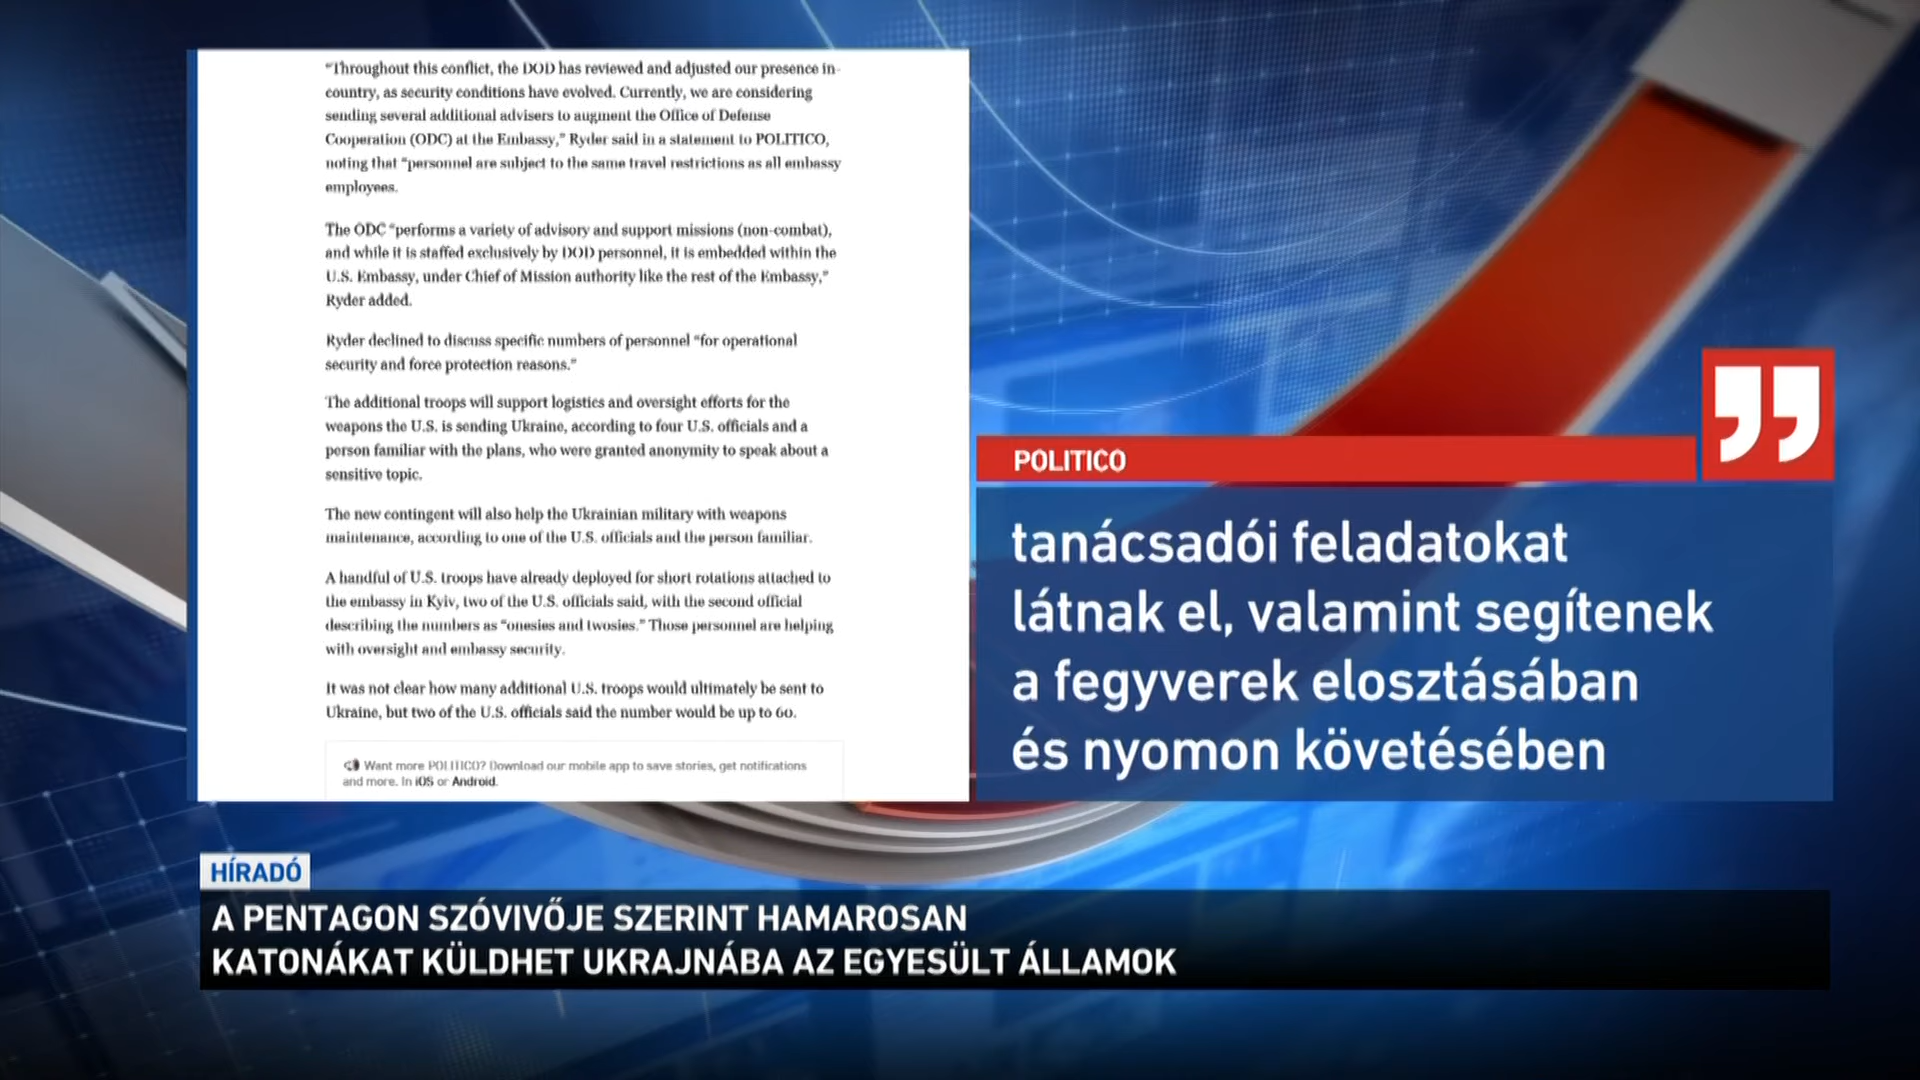 “Throughout this conflict, the DOD has reviewed and adjusted our presence in-
country, as security conditions have evolved. Currently, we are considering
sending several additional advisers to augment the Office of Defense
Cooperation (ODC) at the Embassy,” Ryder said in a statement to POLITICO,
noting that “personnel are subject to the same travel restrictions as all embassy
employees.
The ODC “performs a variety of advisory and support missions (non-combat),
and while it is staffed exclusively by DOD personnel, it is embedded within the
U.S. Embassy, under Chief of Mission authority like the rest of the Embassy,”
Ryder added.
Ryder declined to discuss specific numbers of personnel “for operational
security and force protection reasons.”
The additional troops will support logistics and oversight efforts for the
weapons the U.S. is sending Ukraine, according to four U.S. officials and a
person familiar with the plans, who were granted anonymity to speak about a
sensitive topic.
The new contingent will also help the Ukrainian military with weapons
maintenance, according to one of the U.S. officials and the person familiar.
A handful of U.S. troops have already deployed for short rotations attached to
the embassy in Kyiv, two of the U.S. officials said, with the second official
describing the numbers as “onesies and twosies.” Those personnel are helping
with oversight and embassy security.
It was not clear how many additional U.S. troops would ultimately be sent to
Ukraine, but two of the U.S. officials said the number would be up to 60.
Want more POLITICO? Download our mobile app to save stories, get notifications
and more. In iOS or Android.
POLITICO
tanácsadói feladatokat
látnak el, valamint segítenek
a fegyverek elosztásában
és nyomon követésében
HÍRADÓ
A PENTAGON SZÓVIVŐJE SZERINT HAMAROSAN
KATONÁKAT KÜLDHET UKRAJNÁBA AZ EGYESÜLT ÁLLAMOK